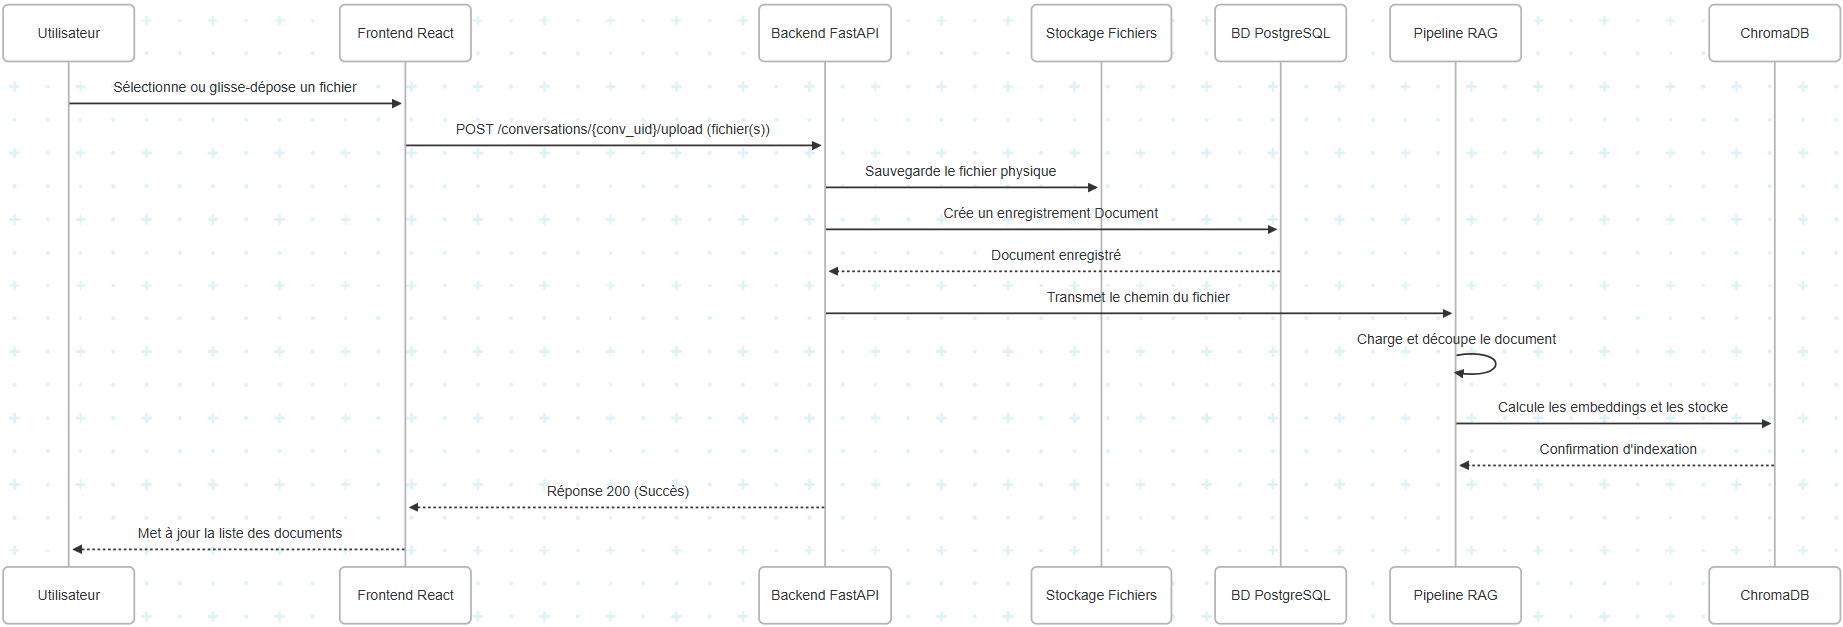 Utilisateur
Frontend React
Backend FastAPI
Stockage Fichiers
BD PostgreSQL
Pipeline RAG
ChromaDB
Sélectionne ou glisse-dépose un fichier
POST /conversations/{conv_uid}/upload (fichier(s))
Sauvegarde le fichier physique
Crée un enregistrement Document
Document enregistré
Transmet le chemin du fichier
Charge et découpe le document
Calcule les embeddings et les stocke
Confirmation d'indexation
Réponse 200 (Succès)
Met à jour la liste des documents
Utilisateur
Frontend React
Backend FastAPI
Stockage Fichiers
BD PostgreSQL
Pipeline RAG
ChromaDB